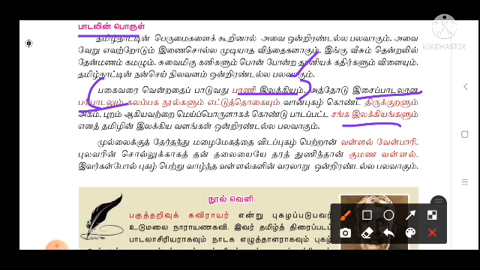 பாடலின் பொருள்
தமிழ்நாட்டின் பெருமைகளைக் கூறினால் அவை ஒன்றிரண்டல்ல பலவாகும். அவை
வேறு எவற்றோடும் இணைசொல்ல முடியாத விந்தைகளாகும். இங்கு வீசும் தென்றலில்
தேன்மணம் கமழும். சுவைமிகு கனிகளும் பொன் போன்ற தானியக் கதிர்களும் விளையும்.
தமிழ்நாட்டின் நன்செய் நிலவளம் ஒன்றிரண்டல்ல பலவாகும்.
பகைவரை வென்றதைப் பாடுவது பரணி இலக்கியம். அத்தோடு இசைப்பாடலான
பரிபாடலும் கலம்பக நூல்களும் எட்டுத்தொகையும் வான்புகழ் கொண்ட திருக்குறளும்
அகம், புறம் ஆகியவற்றை மெய்ப்பொருளாகக் கொண்டு பாடப்பட்ட சங்க இலக்கியங்களும்
எனத் தமிழின் இலக்கிய வளங்கள் ஒன்றிரண்டல்ல பலவாகும்.
முல்லைக்குத் தேர்தந்து மழைமேகத்தை விடப்புகழ் பெற்றான் வள்ளல் வேள்பாரி.
புலவரின் சொல்லுக்காகத் தன் தலையையே தரத் துணிந்தான் குமண வள்ளல்.
இவர்கள்போல் புகழ் பெற்று வாழ்ந்த வள்ளல்களின் வரலாறு ஒன்றிரண்டல்ல பலவாகும்.
நூல் வெளி
பகுத்தறிவுக் கவிராயர் என்று புகழப்படுபவர்
உடுமலை நாராயணகவி. இவர் தமிழ்த் திரைப்படப்
பாடலாசிரியராகவும் நாடக எழுத்தாளராகவும் புகழ்
KINEMASTER